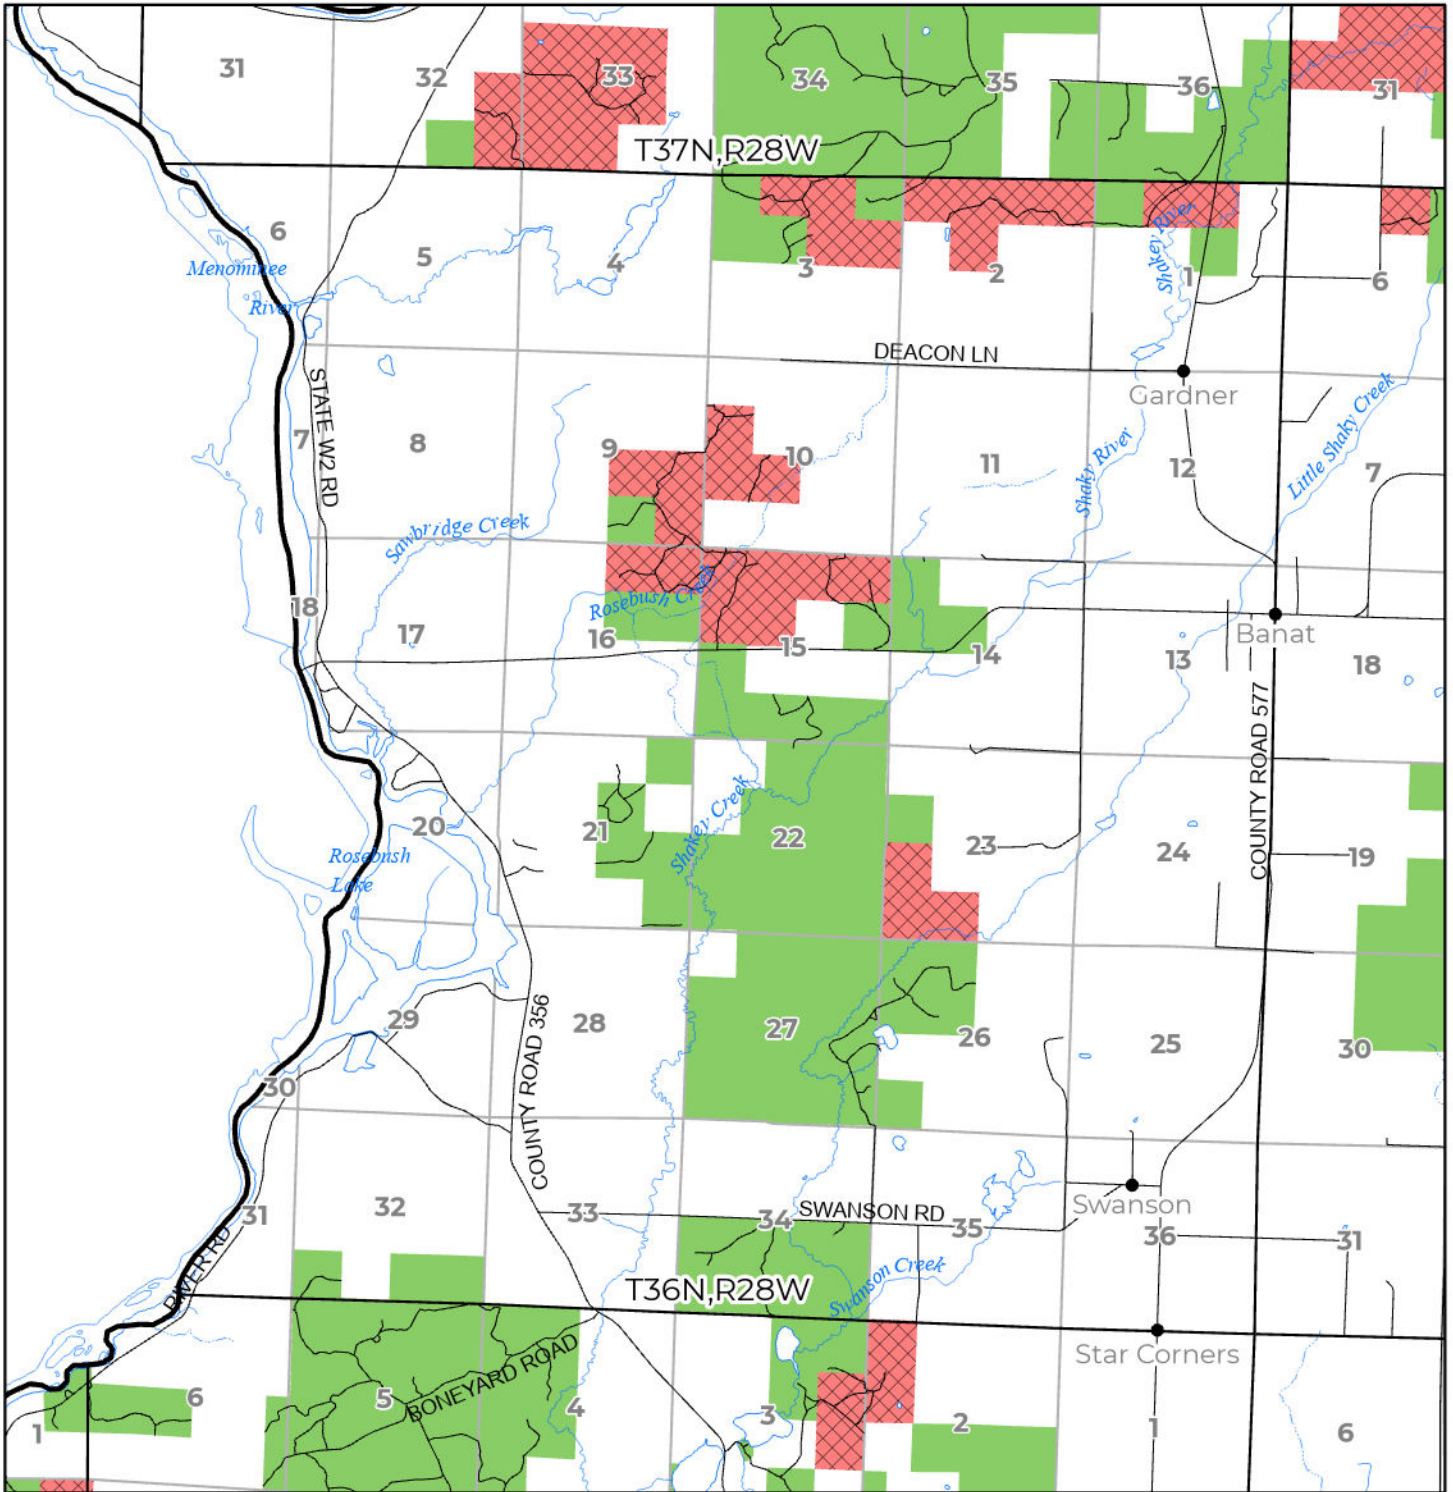 31
32
33
34
35
36
31
T37N,R28W
6
5
4
3
2
1
6
Menominee
River
Shakey River
DEACON LN
Gardner
STATE W2 RD
7
8
9
10
11
12
7
Shaky River
Little Shaky Creek
Sawbridge Creek
Rosebush Creek
18
17
16
15
14
13
18
Banat
COUNTY ROAD 577
20
21
22
23
24
19
Shakey Creek
Rosebush
Lake
29
28
27
26
25
30
30
COUNTY ROAD 356
31
32
33
34
SWANSON RD
35
36
31
Swanson
RIVER RD
Swanson Creek
T36N,R28W
Star Corners
BONEYARD ROAD
1
6
5
4
3
2
1
6